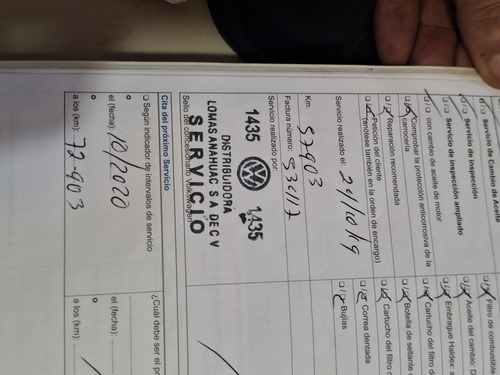 Servicio de Cambio de Aceite
Servicio de inspección
Servicio de inspección ampliado
con cambio de aceite de motor
Comprobar la protección anticorrosiva de la
carrocería
Reparación recomendada
Petición del cliente
(anótese también en la orden de encargo)
Servicio realizado el: 29/10/19
Km: 57903
Factura número: S30117
Servicio realizado por:
1435 1435
DISTRIBUIDORA
LOMAS ANAHUAC S A DE C V
SERVICIO
Sello del concesionario Volkswagen
Cita del próximo Servicio
Según indicador de intervalos de servicio
o
el (fecha): 10/2020
o
a los (km): 72-903
Filtro de combustible
Aceite del cambio: D
Embrague Haldex: a
Cartucho del filtro d
Botella de sellante
Cartucho del filtro
Correa dentada
Bujías
¿Cuál debe ser el pr
el (fecha):
o
a los (km):